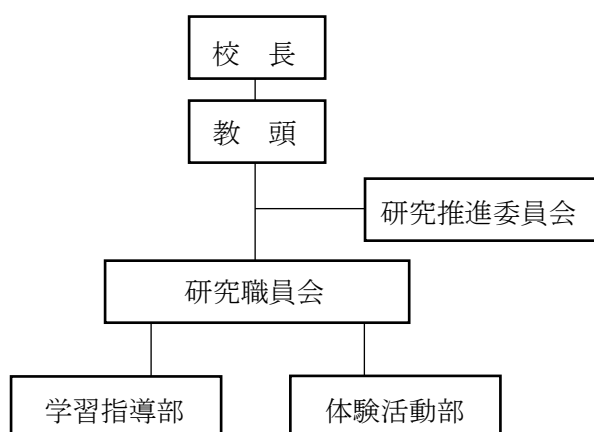 校　長
教　頭
研究推進委員会
研究職員会
学習指導部
体験活動部